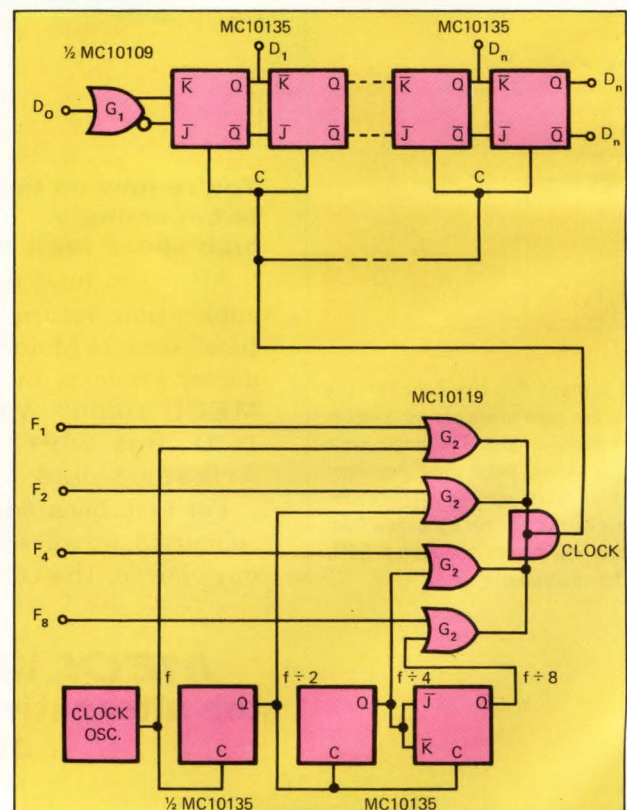 MC10135 MC10135
½ MC10109 D₁ Dₙ
K̄ Q K̄ Q K̄ Q K̄ Q Dₙ
D₀ G₁
J̄ Q̄ J̄ Q̄ J̄ Q̄ J̄ Q̄ Dₙ
C C
MC10119
F₁ G₂
F₂ G₂
CLOCK
F₄ G₂
F₈ G₂
f f ÷ 2 f ÷ 4 f ÷ 8
CLOCK OSC. Q Q J̄ Q
K̄
C C C
½ MC10135 MC10135